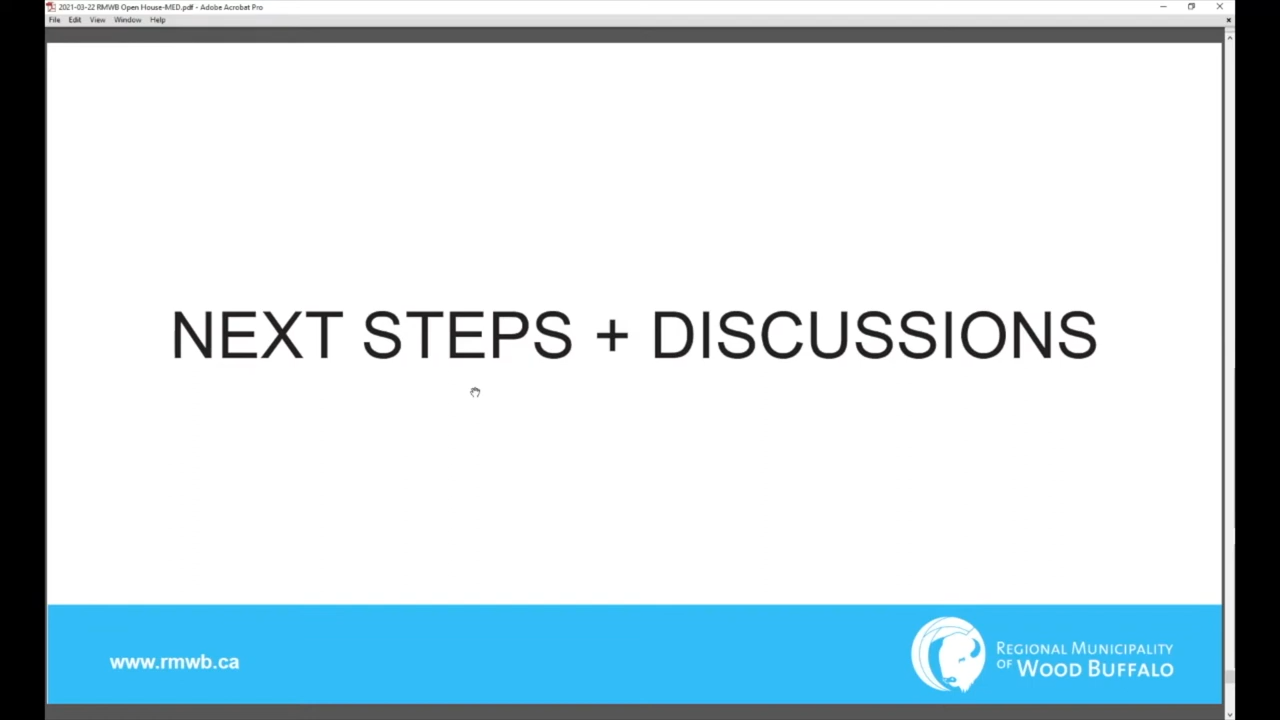 2021-03-22 RMWB Open House-MED.pdf - Adobe Acrobat Pro
File Edit View Window Help
NEXT STEPS + DISCUSSIONS
www.rmwb.ca
REGIONAL MUNICIPALITY
OF WOOD BUFFALO